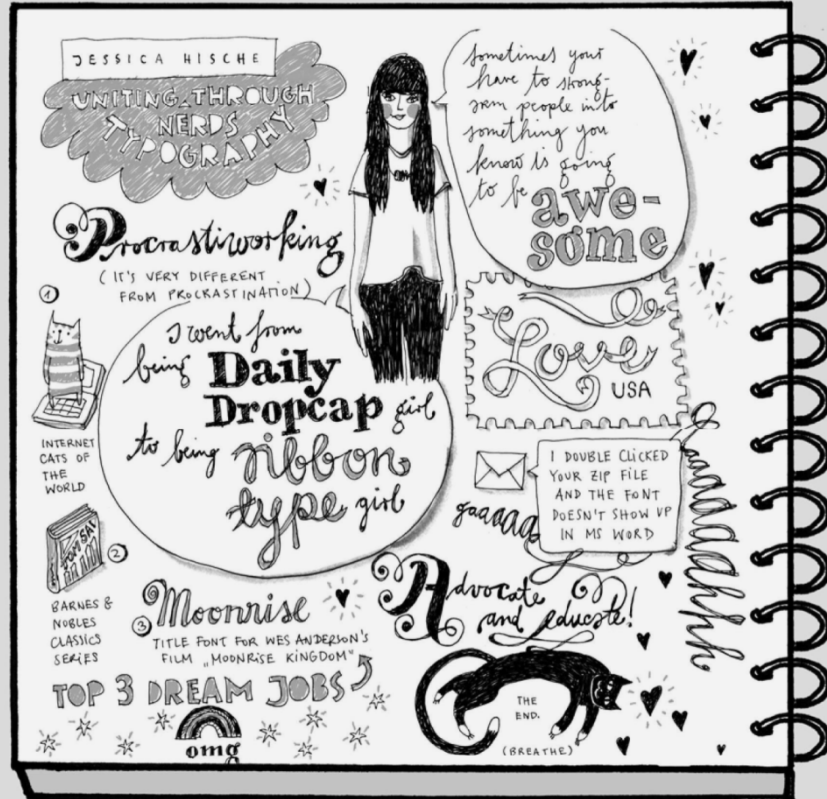 JESSICA HISCHE
UNITING THROUGH
NERDS
TYPOGRAPHY
sometimes your
have to strong-
arm people into
something you
know is going
to be awe-
some
Procrastiworking
(IT'S VERY DIFFERENT
FROM PROCRASTINATION)
I went from
being Daily
Dropcap girl
to being ribbon
type girl
1
INTERNET
CATS OF
THE
WORLD
2
BARNES &
NOBLES
CLASSICS
SERIES
3 Moonrise
TITLE FONT FOR WES ANDERSON'S
FILM „MOONRISE KINGDOM"
TOP 3 DREAM JOBS
omg
Love
USA
I DOUBLE CLICKED
YOUR ZIP FILE
AND THE FONT
DOESN'T SHOW UP
IN MS WORD
Advocate
and educate!
THE
END.
(BREATHE)